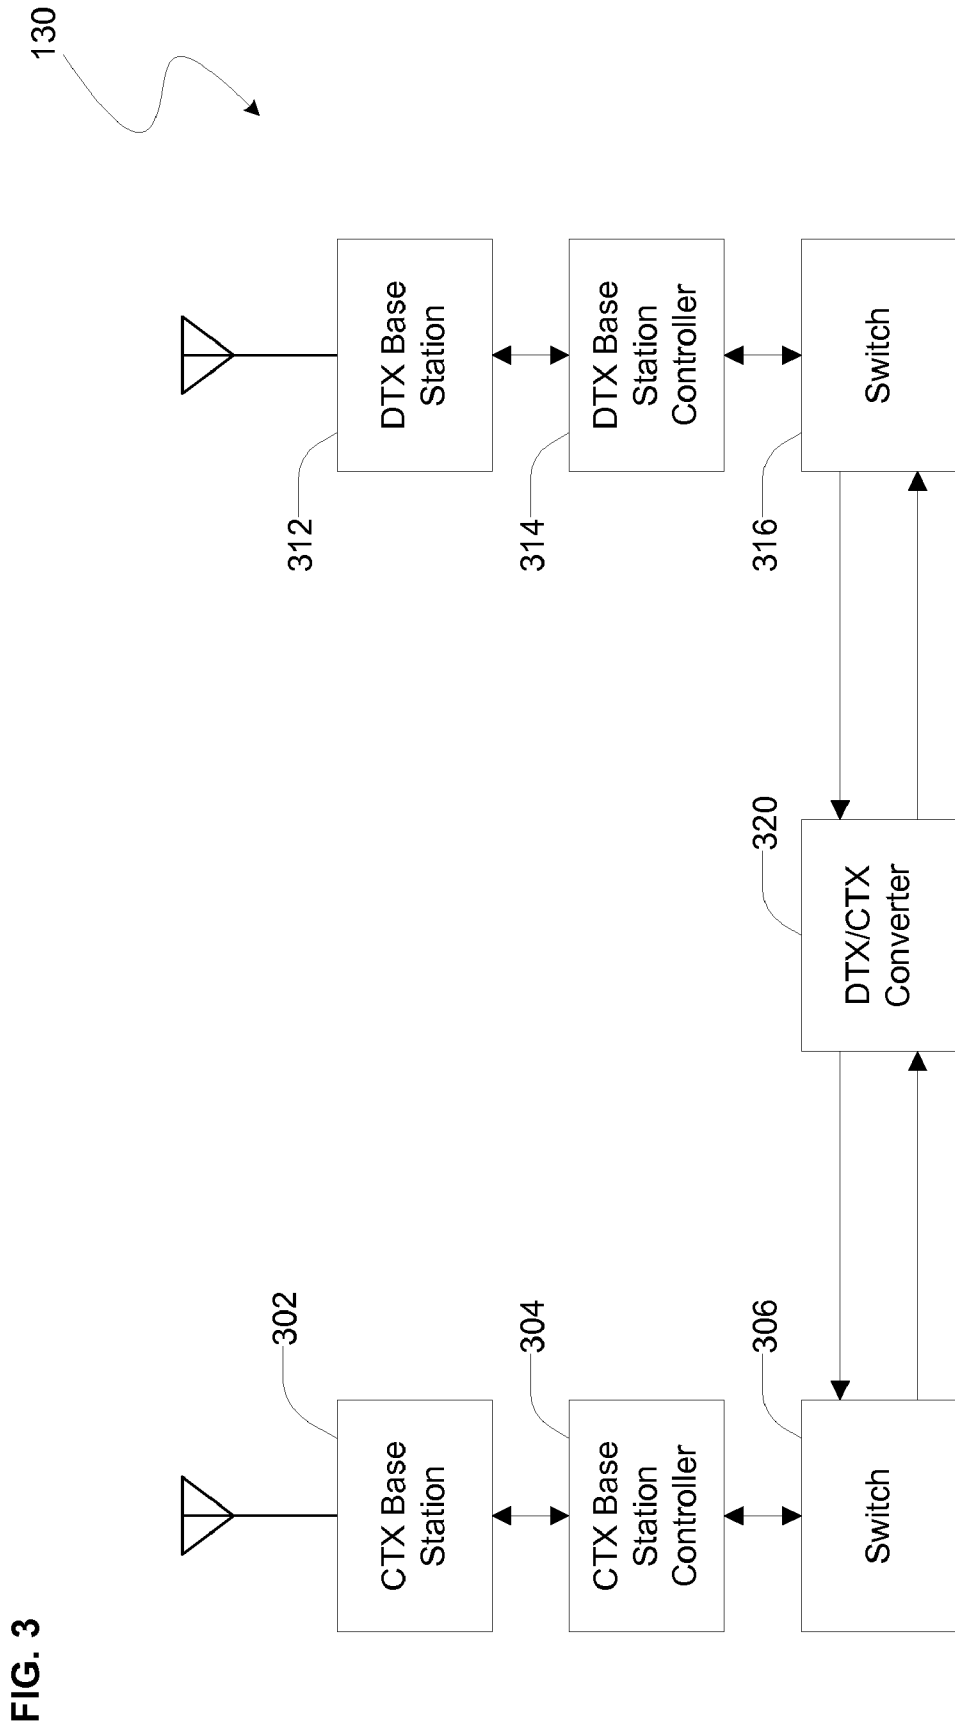 FIG. 3
130
302
CTX Base
Station
304
CTX Base
Station
Controller
306
Switch
320
DTX/CTX
Converter
312
DTX Base
Station
314
DTX Base
Station
Controller
316
Switch